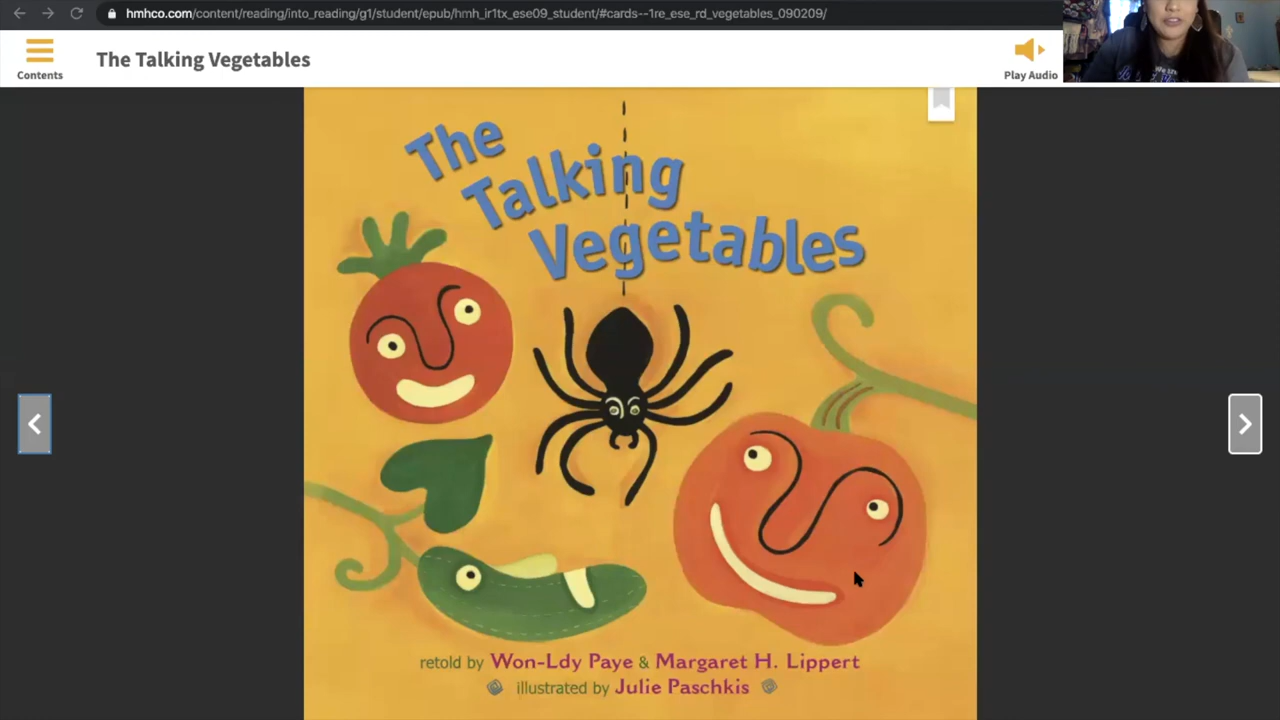 hmhco.com/content/reading/into_reading/g1/student/epub/hmh_ir1tx_ese09_student/#cards--1re_ese_rd_vegetables_090209/
Contents
The Talking Vegetables
Play Audio
The
Talking
Vegetables
retold by Won-Ldy Paye & Margaret H. Lippert
illustrated by Julie Paschkis